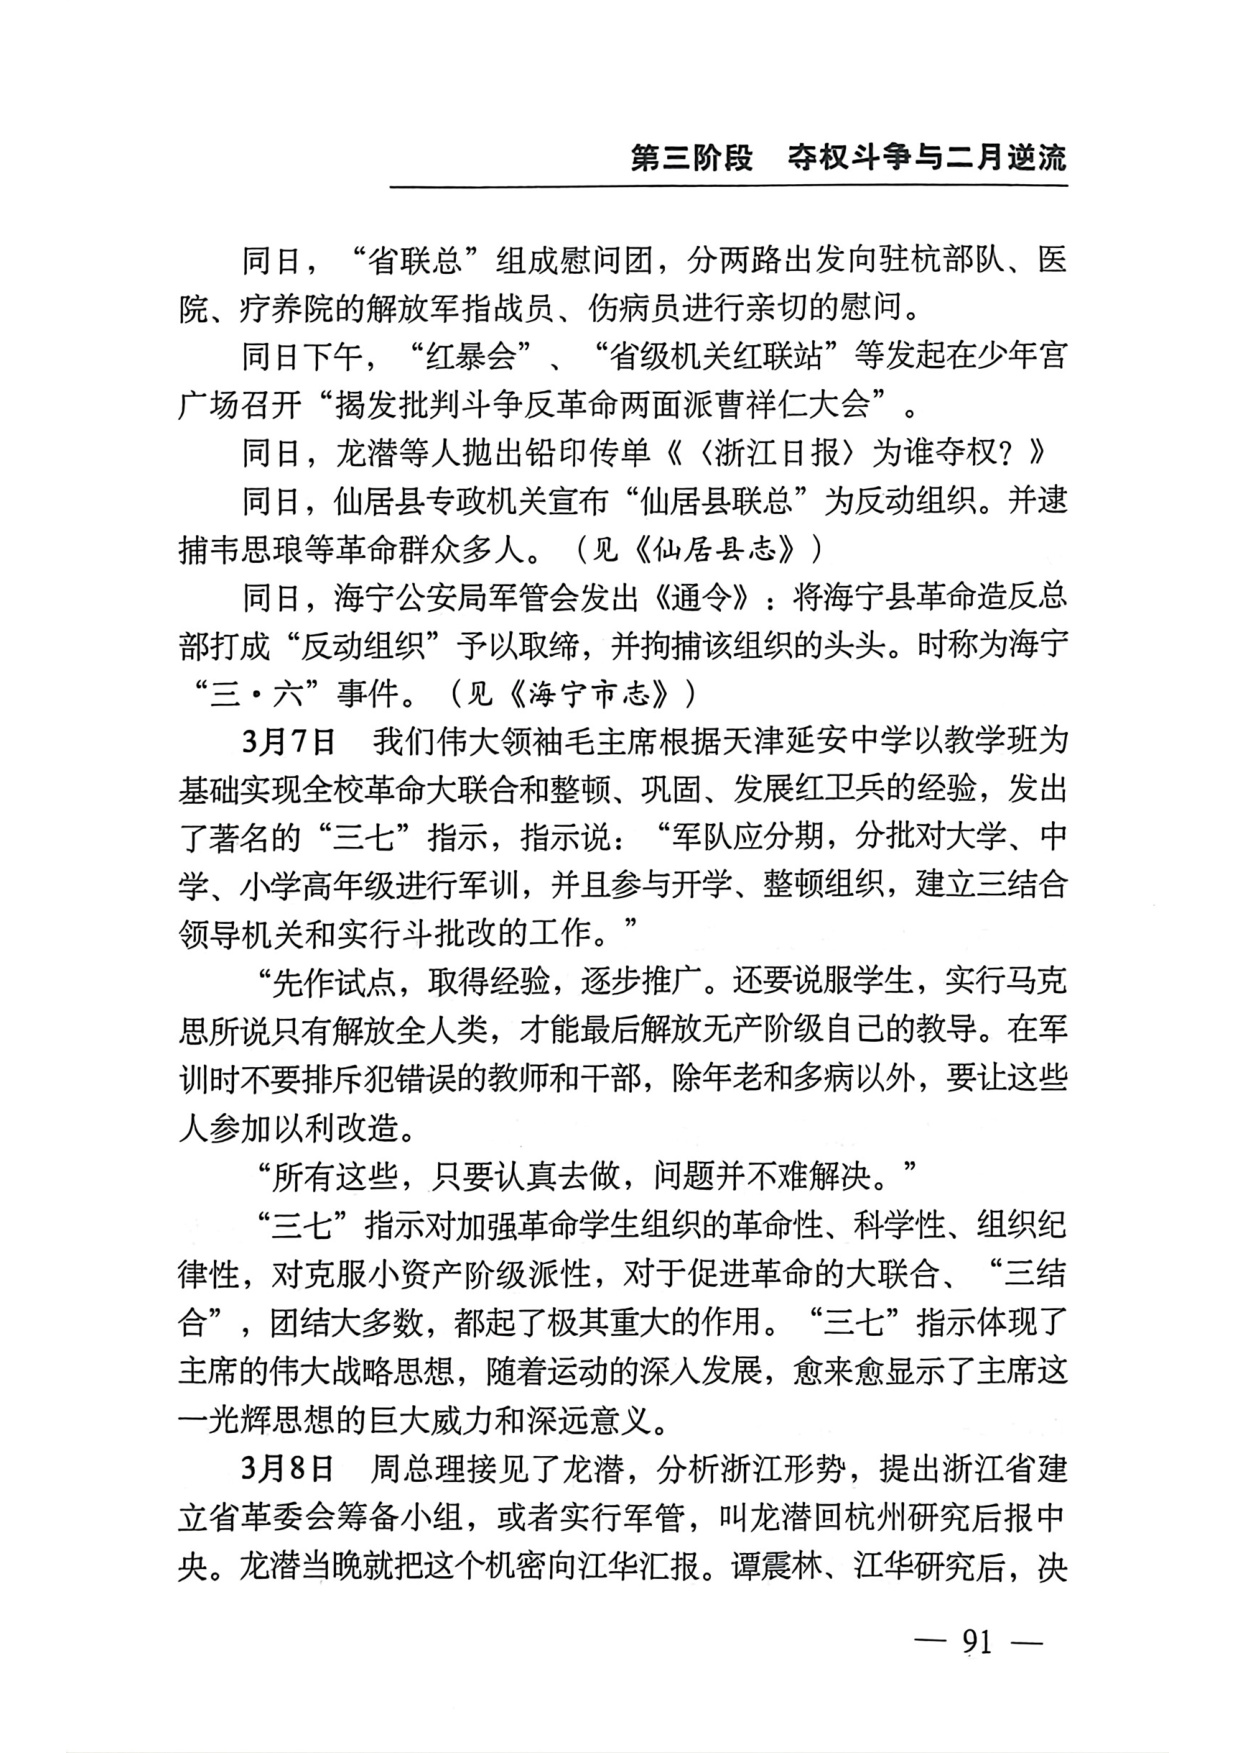 第三阶段　夺权斗争与二月逆流
同日，“省联总”组成慰问团，分两路出发向驻杭部队、医
院、疗养院的解放军指战员、伤病员进行亲切的慰问。
同日下午，“红暴会”、“省级机关红联站”等发起在少年宫
广场召开“揭发批判斗争反革命两面派曹祥仁大会”。
同日，龙潜等人抛出铅印传单《〈浙江日报〉为谁夺权？》
同日，仙居县专政机关宣布“仙居县联总”为反动组织。并逮
捕韦思琅等革命群众多人。（见《仙居县志》）
同日，海宁公安局军管会发出《通令》：将海宁县革命造反总
部打成“反动组织”予以取缔，并拘捕该组织的头头。时称为海宁
“三·六”事件。（见《海宁市志》）
3月7日　我们伟大领袖毛主席根据天津延安中学以教学班为
基础实现全校革命大联合和整顿、巩固、发展红卫兵的经验，发出
了著名的“三七”指示，指示说：“军队应分期，分批对大学、中
学、小学高年级进行军训，并且参与开学、整顿组织，建立三结合
领导机关和实行斗批改的工作。”
“先作试点，取得经验，逐步推广。还要说服学生，实行马克
思所说只有解放全人类，才能最后解放无产阶级自己的教导。在军
训时不要排斥犯错误的教师和干部，除年老和多病以外，要让这些
人参加以利改造。
“所有这些，只要认真去做，问题并不难解决。”
“三七”指示对加强革命学生组织的革命性、科学性、组织纪
律性，对克服小资产阶级派性，对于促进革命的大联合、“三结
合”，团结大多数，都起了极其重大的作用。“三七”指示体现了
主席的伟大战略思想，随着运动的深入发展，愈来愈显示了主席这
一光辉思想的巨大威力和深远意义。
3月8日　周总理接见了龙潜，分析浙江形势，提出浙江省建
立省革委会筹备小组，或者实行军管，叫龙潜回杭州研究后报中
央。龙潜当晚就把这个机密向江华汇报。谭震林、江华研究后，决
— 91 —